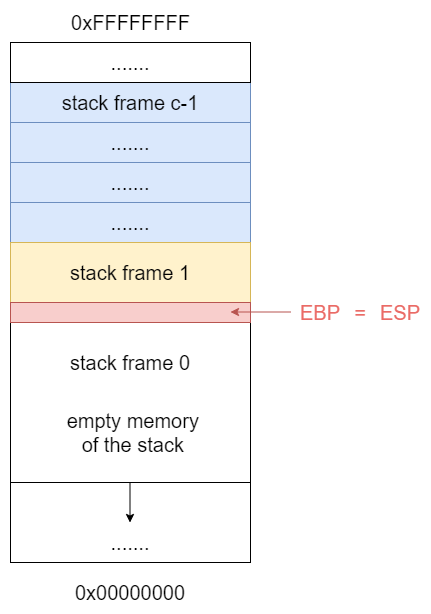 0xFFFFFFFF
.......
stack frame c-1
.......
.......
.......
stack frame 1
EBP = ESP
stack frame 0
empty memory
of the stack
.......
0x00000000